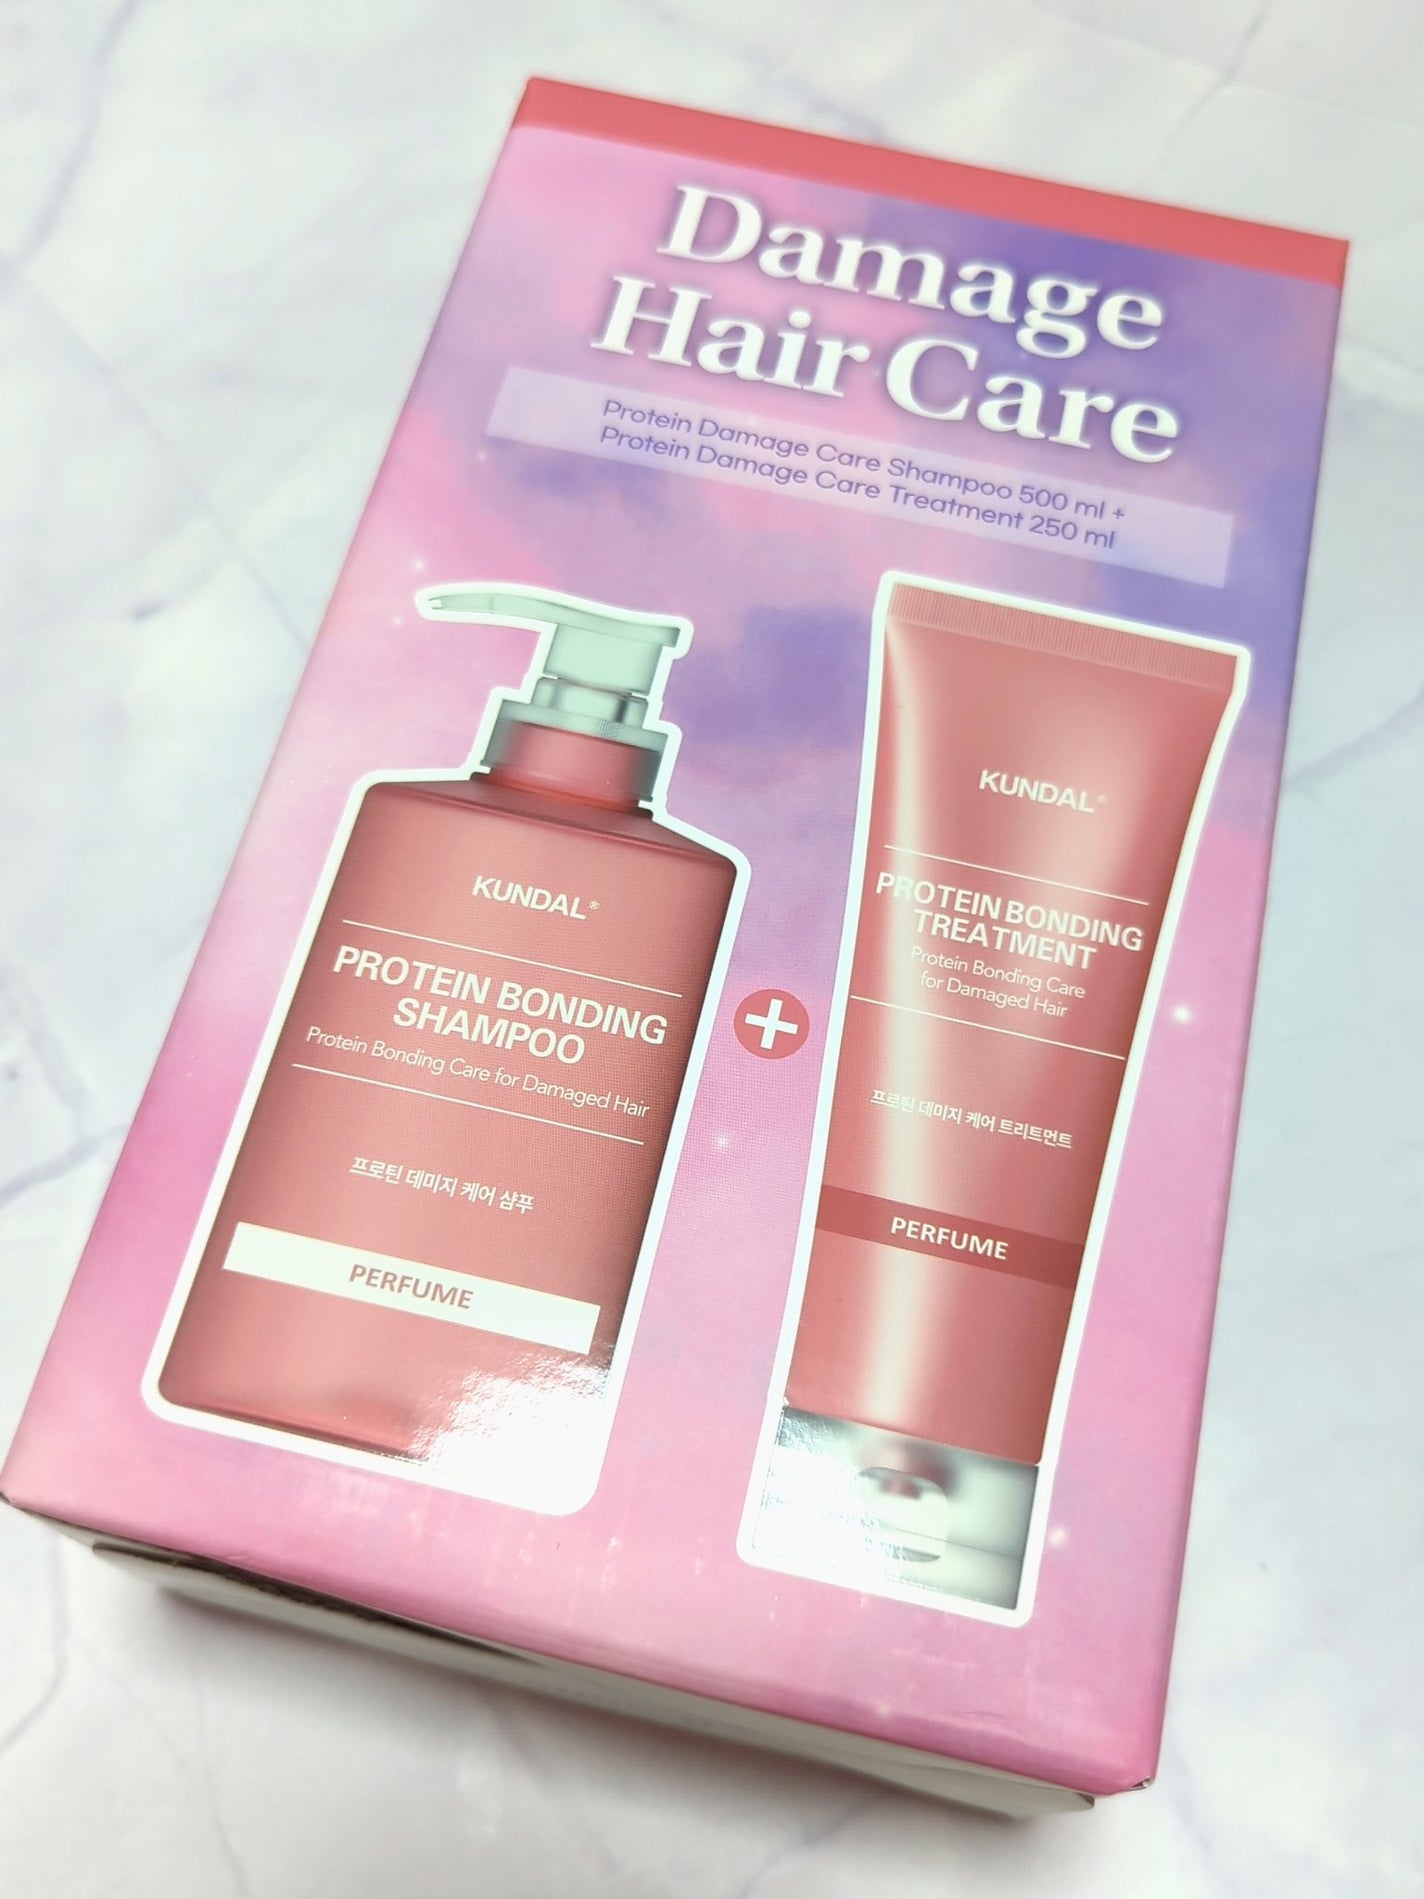 Damage
Hair Care
Protein Damage Care Shampoo 500 ml +
Protein Damage Care Treatment 250 ml
KUNDAL®
PROTEIN BONDING
SHAMPOO
Protein Bonding Care for Damaged Hair
프로틴 데미지 케어 샴푸
PERFUME
+
KUNDAL®
PROTEIN BONDING
TREATMENT
Protein Bonding Care
for Damaged Hair
프로틴 데미지 케어 트리트먼트
PERFUME